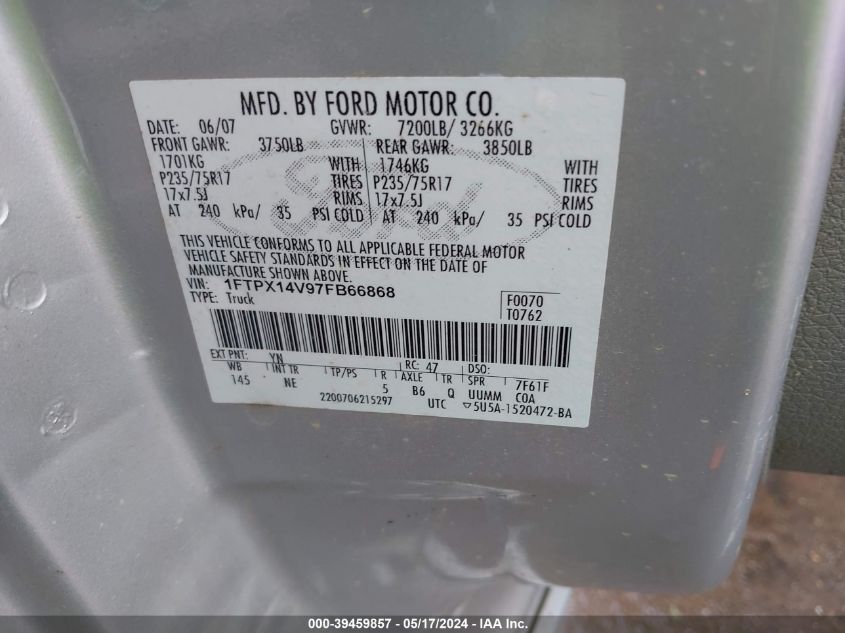 MFD. BY FORD MOTOR CO.
DATE: 06/07 GVWR: 7200LB/ 3266KG
FRONT GAWR: 3750LB REAR GAWR: 3850LB
1701KG WITH 1746KG WITH
P235/75R17 TIRES P235/75R17 TIRES
17x7.5J RIMS 17x7.5J RIMS
AT 240 kPa/ 35 PSI COLD AT 240 kPa/ 35 PSI COLD
Ford
THIS VEHICLE CONFORMS TO ALL APPLICABLE FEDERAL MOTOR
VEHICLE SAFETY STANDARDS IN EFFECT ON THE DATE OF
MANUFACTURE SHOWN ABOVE.
VIN: 1FTPX14V97FB66868 F0070
TYPE: Truck T0762
EXT PNT: YN RC: 47 DSO:
WB INT TR TP/PS R AXLE TR SPR 7F61F
145 NE 5 B6 Q UUMM COA
2200706215297 UTC ▽5U5A-1520472-BA
000-39459857 - 05/17/2024 - IAAI.com